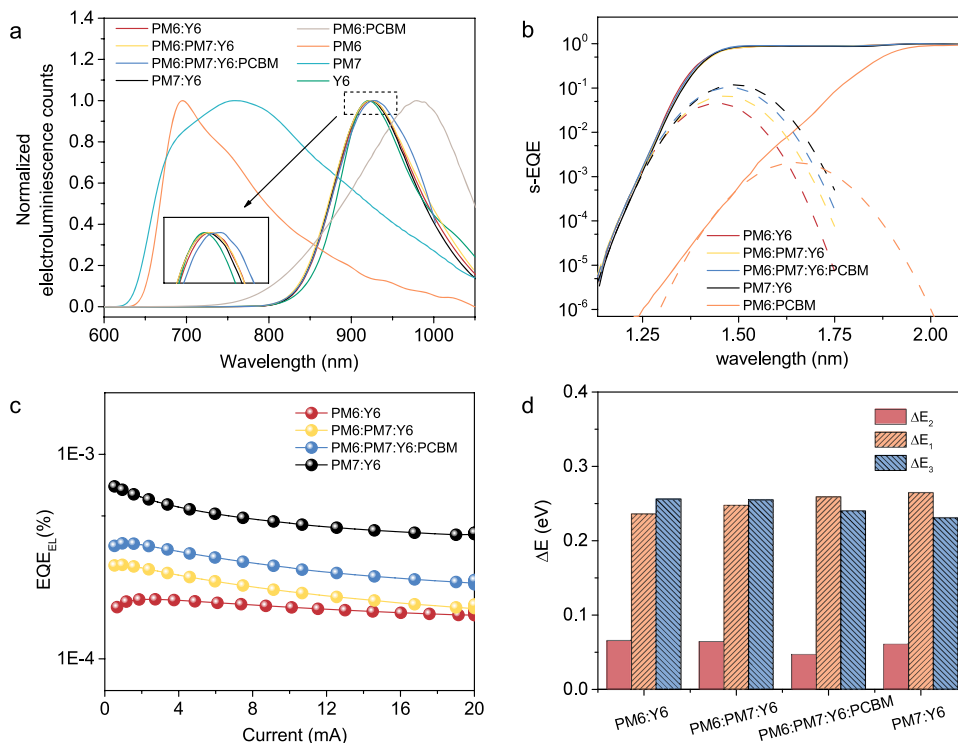 a
1.4
1.2
1.0
0.8
0.6
0.4
0.2
0.0
Normalized
elelctroluminiescence counts
PM6:Y6
PM6:PM7:Y6
PM6:PM7:Y6:PCBM
PM7:Y6
PM6:PCBM
PM6
PM7
Y6
600 700 800 900 1000
Wavelength (nm)
b
10⁰
10⁻¹
10⁻²
10⁻³
10⁻⁴
10⁻⁵
10⁻⁶
s-EQE
PM6:Y6
PM6:PM7:Y6
PM6:PM7:Y6:PCBM
PM7:Y6
PM6:PCBM
1.25 1.50 1.75 2.00
wavelength (nm)
c
1E-3
1E-4
EQE_EL(%)
PM6:Y6
PM6:PM7:Y6
PM6:PM7:Y6:PCBM
PM7:Y6
0 4 8 12 16 20
Current (mA)
d
0.4
0.3
0.2
0.1
0.0
ΔE (eV)
ΔE₂
ΔE₁
ΔE₃
PM6:Y6
PM6:PM7:Y6
PM6:PM7:Y6:PCBM
PM7:Y6